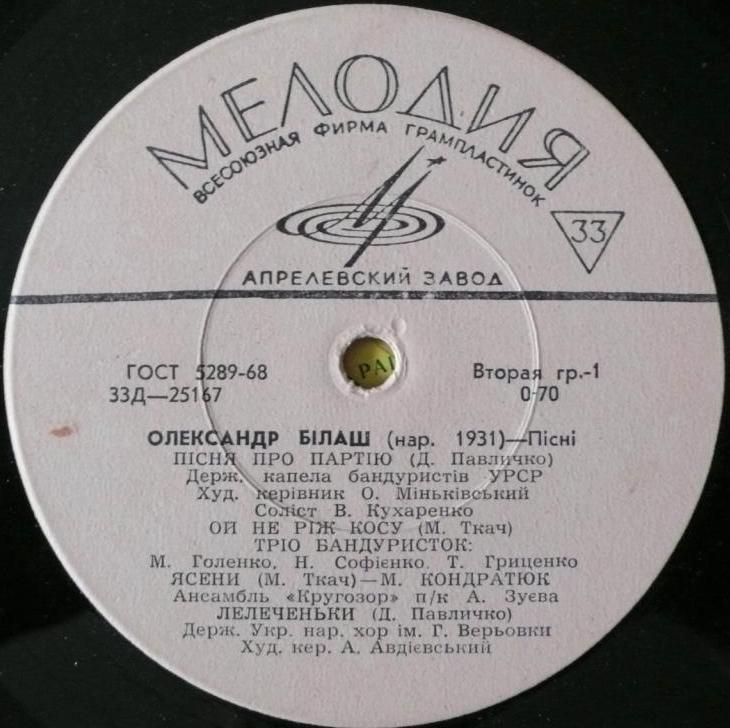 МЕЛОДИЯ
ВСЕСОЮЗНАЯ ФИРМА ГРАМПЛАСТИНОК
33
АПРЕЛЕВСКИЙ ЗАВОД
ГОСТ 5289-68
Вторая гр.-1
33Д—25167
0-70
ОЛЕКСАНДР БІЛАШ (нар. 1931)—Пісні
ПІСНЯ ПРО ПАРТІЮ (Д. Павличко)
Держ. капела бандуристів УРСР
Худ. керівник О. Міньківський
Соліст В. Кухаренко
ОЙ НЕ РІЖ КОСУ (М. Ткач)
ТРІО БАНДУРИСТОК:
М. Голенко, Н. Софієнко, Т. Гриценко
ЯСЕНИ (М. Ткач)—М. КОНДРАТЮК
Ансамбль «Кругозор» п/к А. Зуєва
ЛЕЛЕЧЕНЬКИ (Д. Павличко)
Держ. Укр. нар. хор ім. Г. Верьовки
Худ. кер. А. Авдієвський